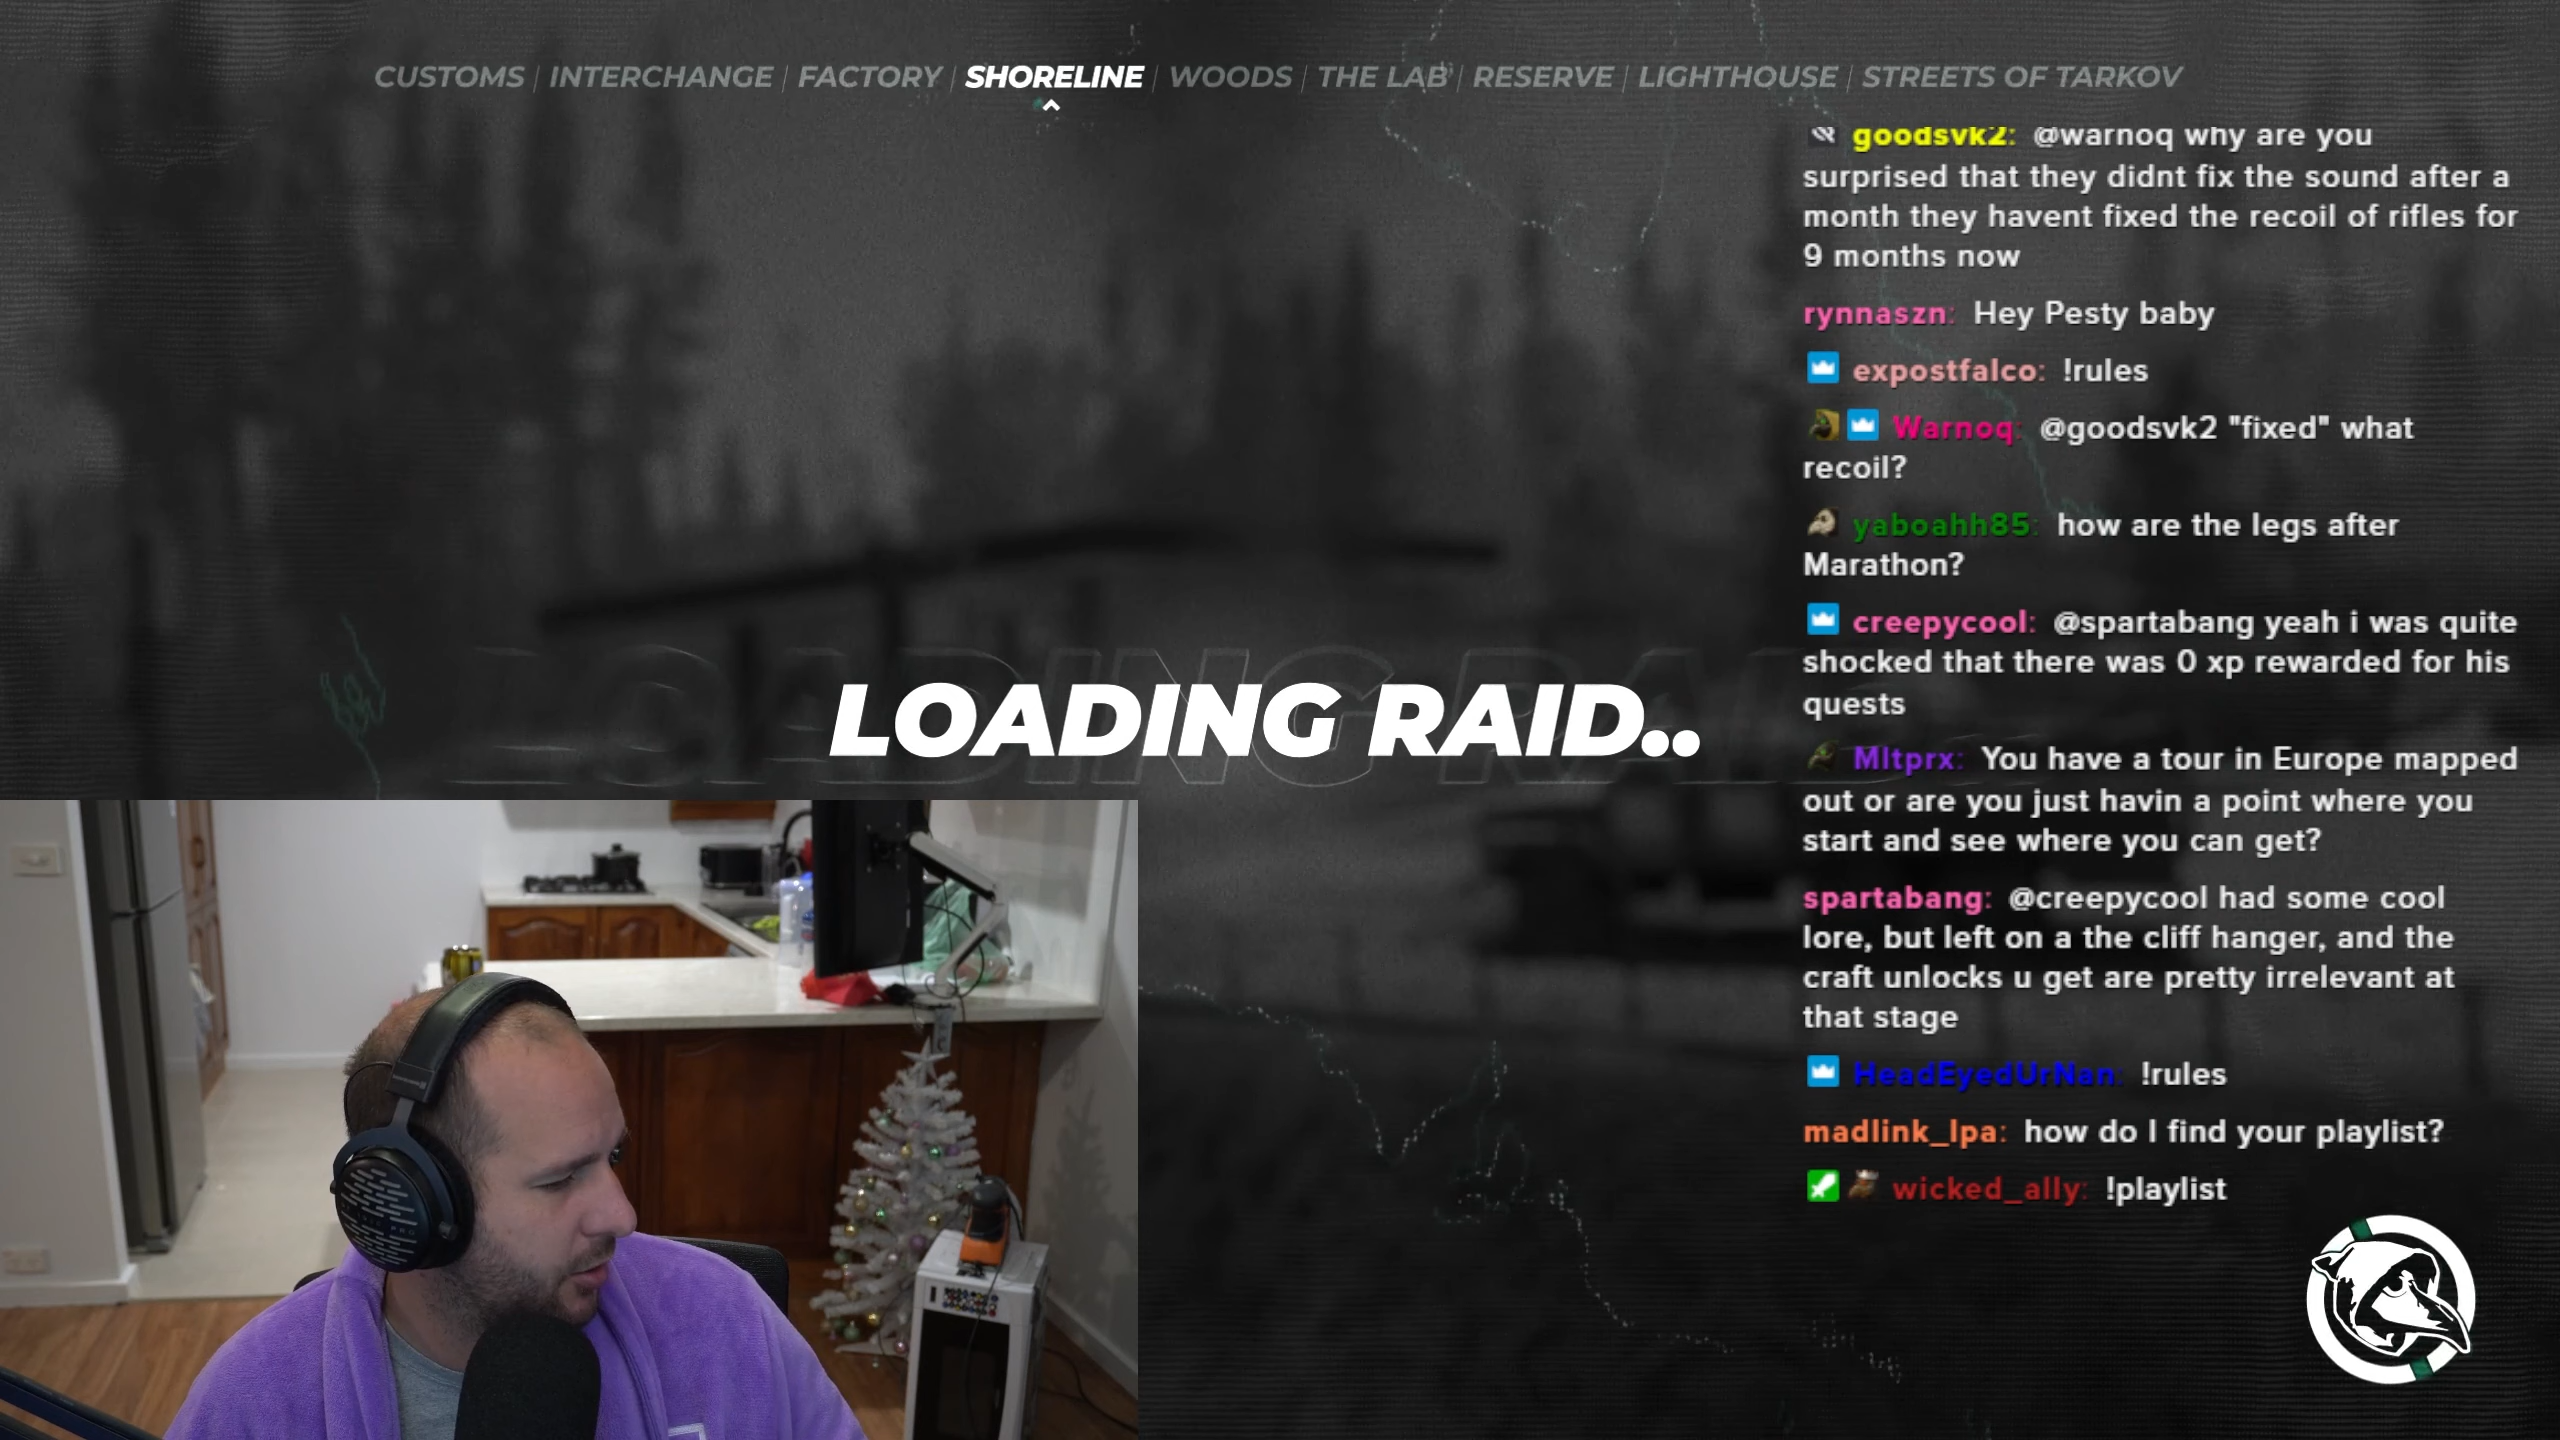 CUSTOMS | INTERCHANGE | FACTORY | SHORELINE | WOODS | THE LAB | RESERVE | LIGHTHOUSE | STREETS OF TARKOV
goodsvk2: @warnoq why are you
surprised that they didnt fix the sound after a
month they havent fixed the recoil of rifles for
9 months now
rynnaszn: Hey Pesty baby
expostfalco: !rules
Warnoq: @goodsvk2 "fixed" what
recoil?
yaboahh85: how are the legs after
Marathon?
creepycool: @spartabang yeah i was quite
shocked that there was 0 xp rewarded for his
quests
LOADING RAID..
Mltprx: You have a tour in Europe mapped
out or are you just havin a point where you
start and see where you can get?
spartabang: @creepycool had some cool
lore, but left on a the cliff hanger, and the
craft unlocks u get are pretty irrelevant at
that stage
HeadEyedUrNan: !rules
madlink_lpa: how do I find your playlist?
wicked_ally: !playlist